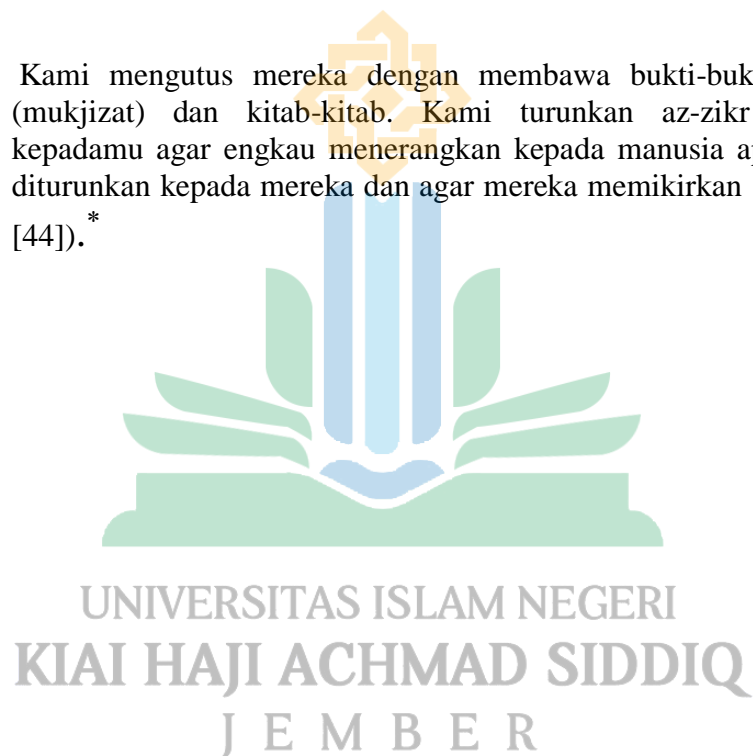 Kami mengutus mereka dengan membawa bukti-buk
(mukjizat) dan kitab-kitab. Kami turunkan az-zikr
kepadamu agar engkau menerangkan kepada manusia a
diturunkan kepada mereka dan agar mereka memikirkan
[44]).*
UNIVERSITAS ISLAM NEGERI
KIAI HAJI ACHMAD SIDDIQ
JEMBER